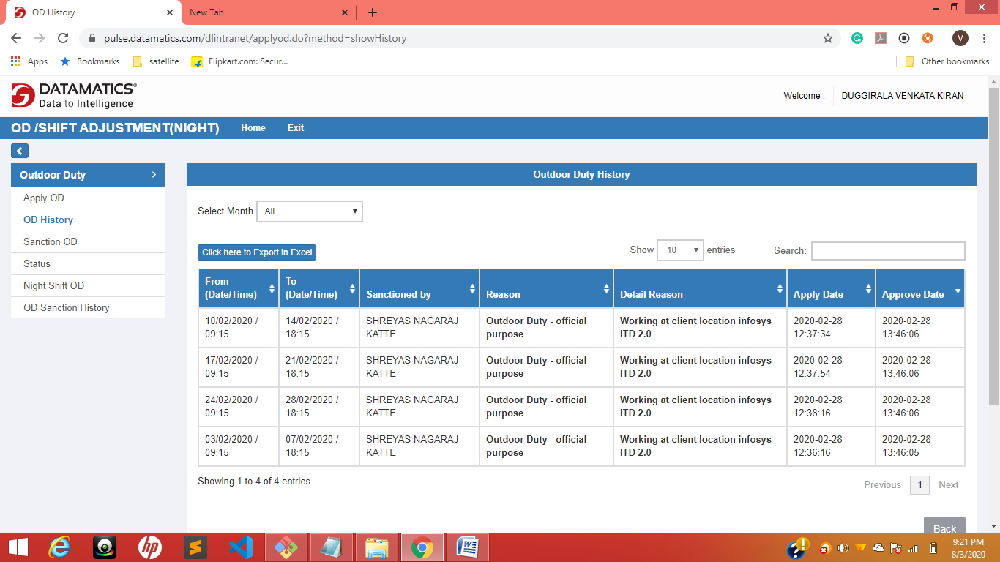 OD History
New Tab
pulse.datamatics.com/dlintranet/applyod.do?method=showHistory
V
Apps
Bookmarks
satellite
Flipkart.com: Secur...
Other bookmarks
DATAMATICS®
Data to Intelligence
Welcome : DUGGIRALA VENKATA KIRAN
OD /SHIFT ADJUSTMENT(NIGHT) Home Exit
Outdoor Duty
Apply OD
OD History
Sanction OD
Status
Night Shift OD
OD Sanction History
Outdoor Duty History
Select Month All
Click here to Export in Excel
Show 10 entries
Search:
From (Date/Time) To (Date/Time) Sanctioned by Reason Detail Reason Apply Date Approve Date
10/02/2020 / 09:15 14/02/2020 / 18:15 SHREYAS NAGARAJ KATTE Outdoor Duty - official purpose Working at client location infosys ITD 2.0 2020-02-28 12:37:34 2020-02-28 13:46:06
17/02/2020 / 09:15 21/02/2020 / 18:15 SHREYAS NAGARAJ KATTE Outdoor Duty - official purpose Working at client location infosys ITD 2.0 2020-02-28 12:37:54 2020-02-28 13:46:06
24/02/2020 / 09:15 28/02/2020 / 18:15 SHREYAS NAGARAJ KATTE Outdoor Duty - official purpose Working at client location infosys ITD 2.0 2020-02-28 12:38:16 2020-02-28 13:46:06
03/02/2020 / 09:15 07/02/2020 / 18:15 SHREYAS NAGARAJ KATTE Outdoor Duty - official purpose Working at client location infosys ITD 2.0 2020-02-28 12:36:16 2020-02-28 13:46:05
Showing 1 to 4 of 4 entries
Previous 1 Next
Back
9:21 PM
8/3/2020